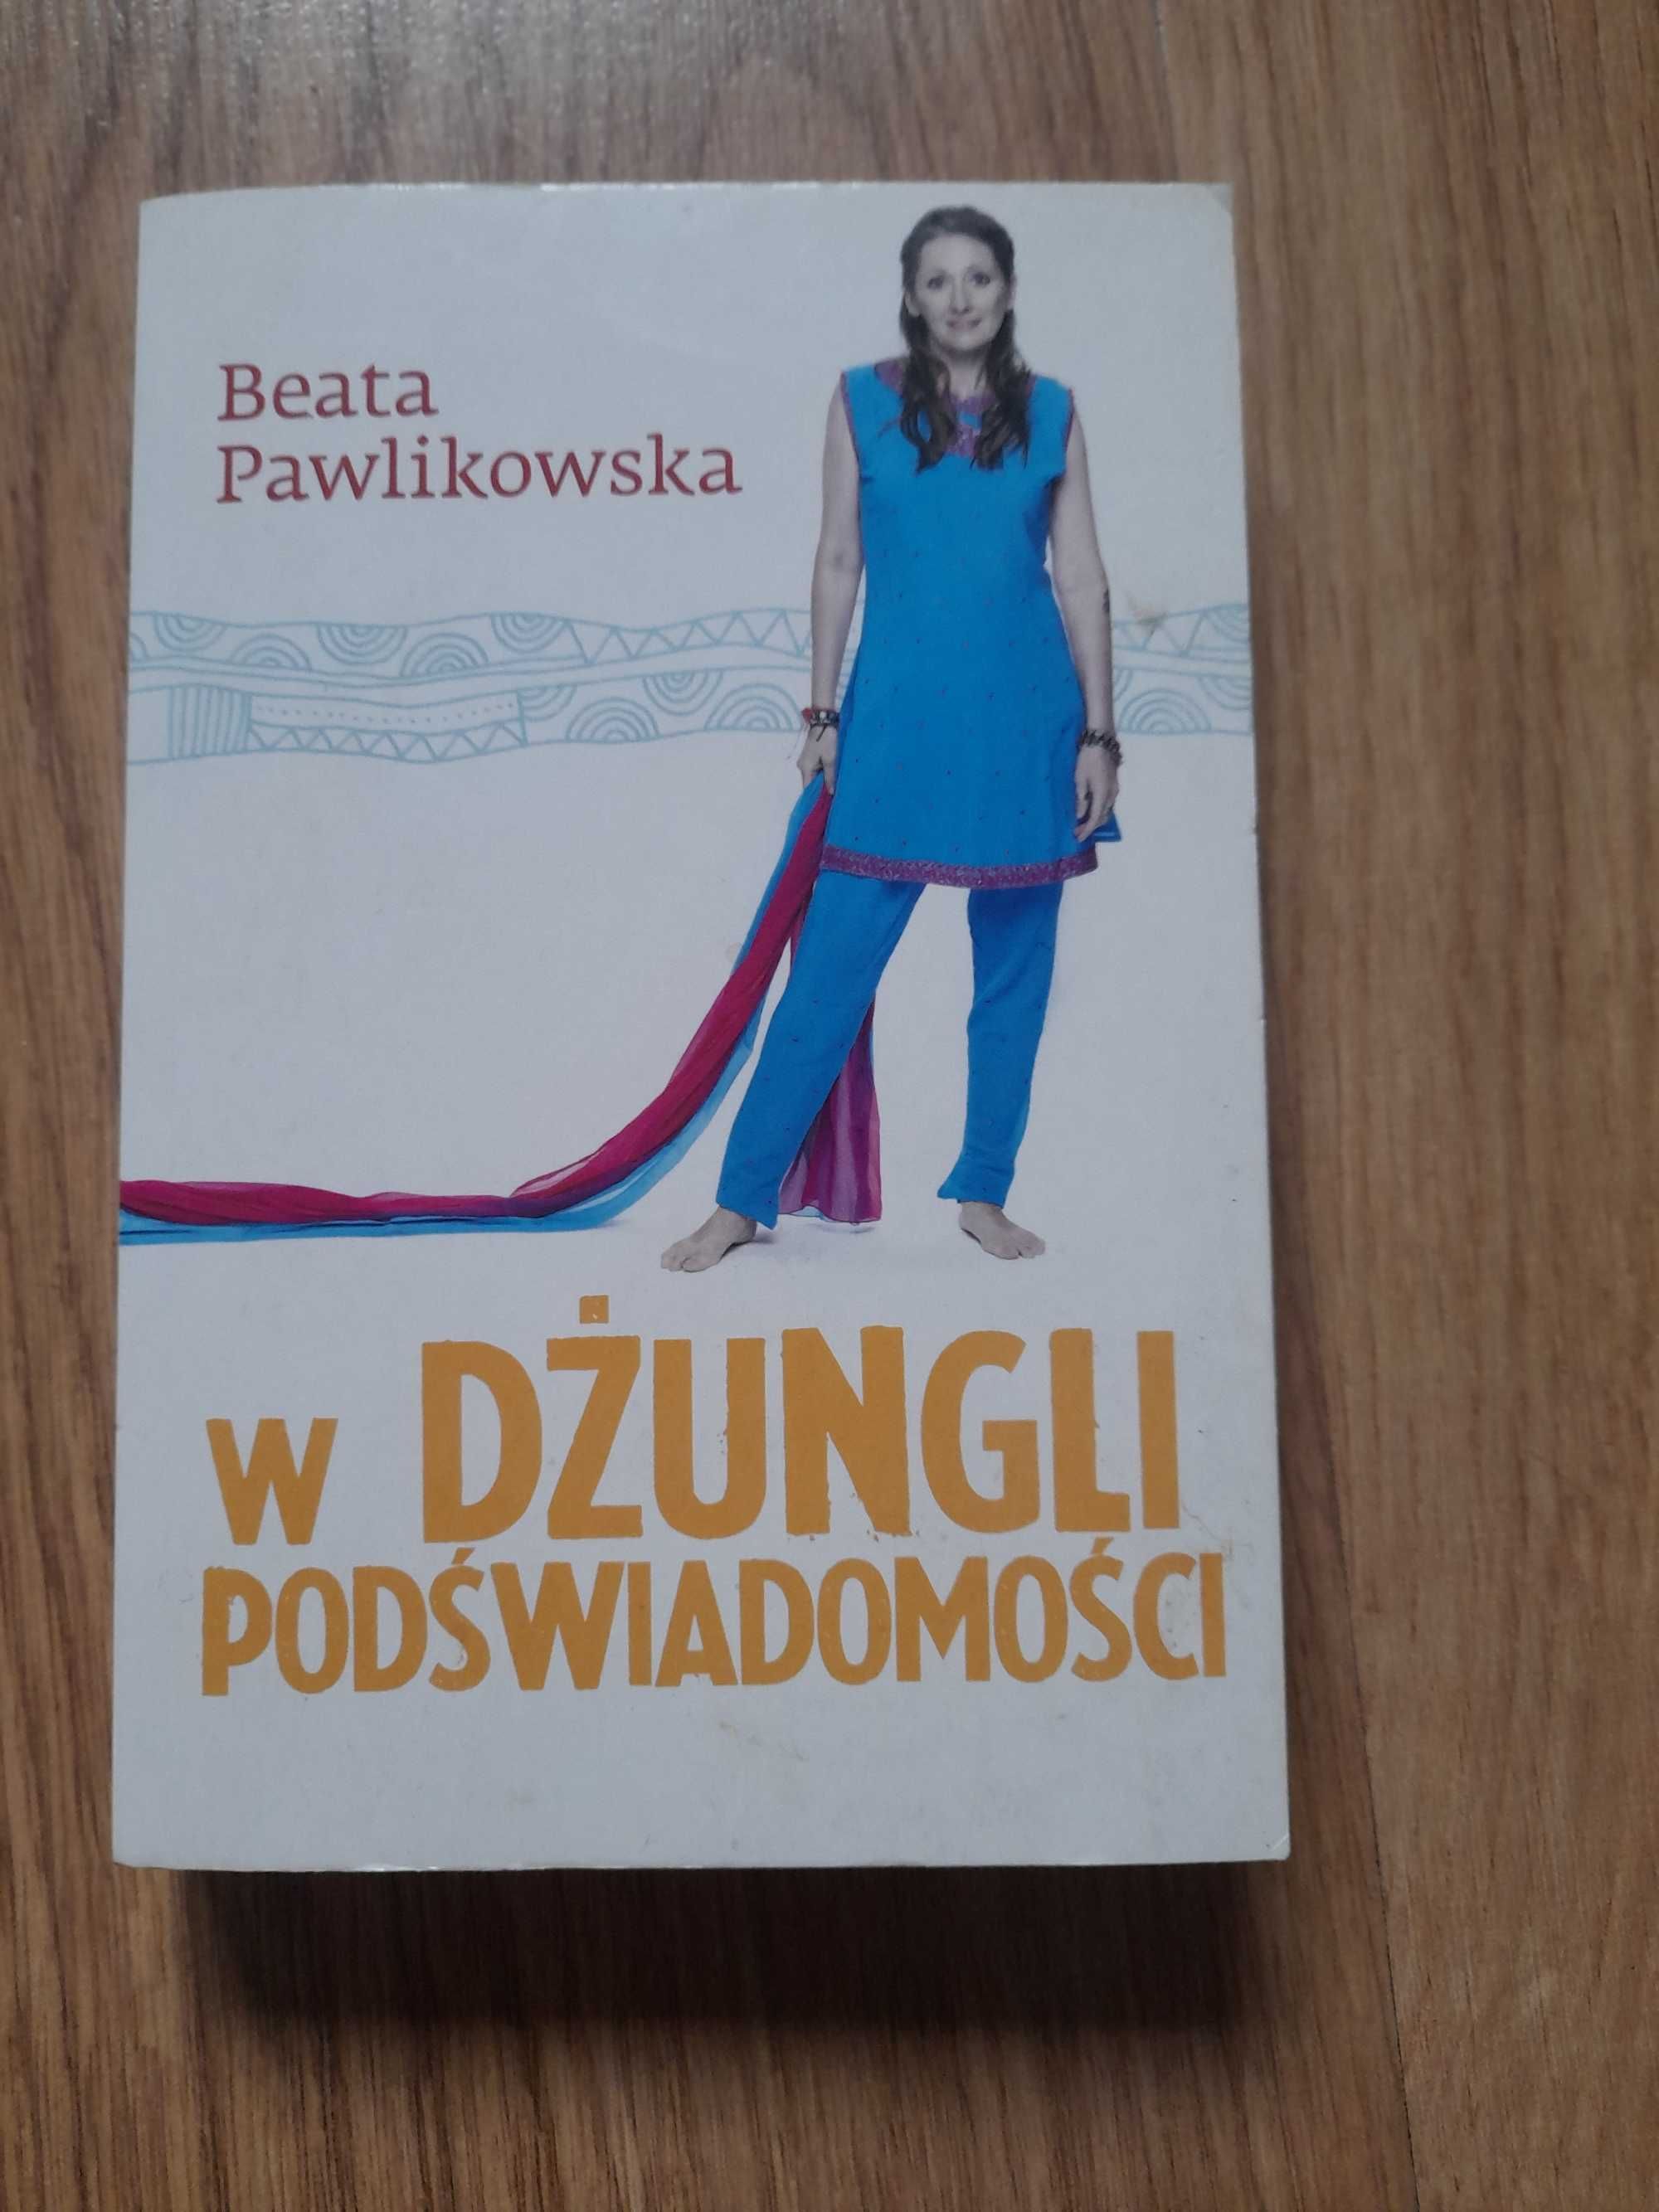 Beata
Pawlikowska
W DŻUNGLI
PODŚWIADOMOŚCI